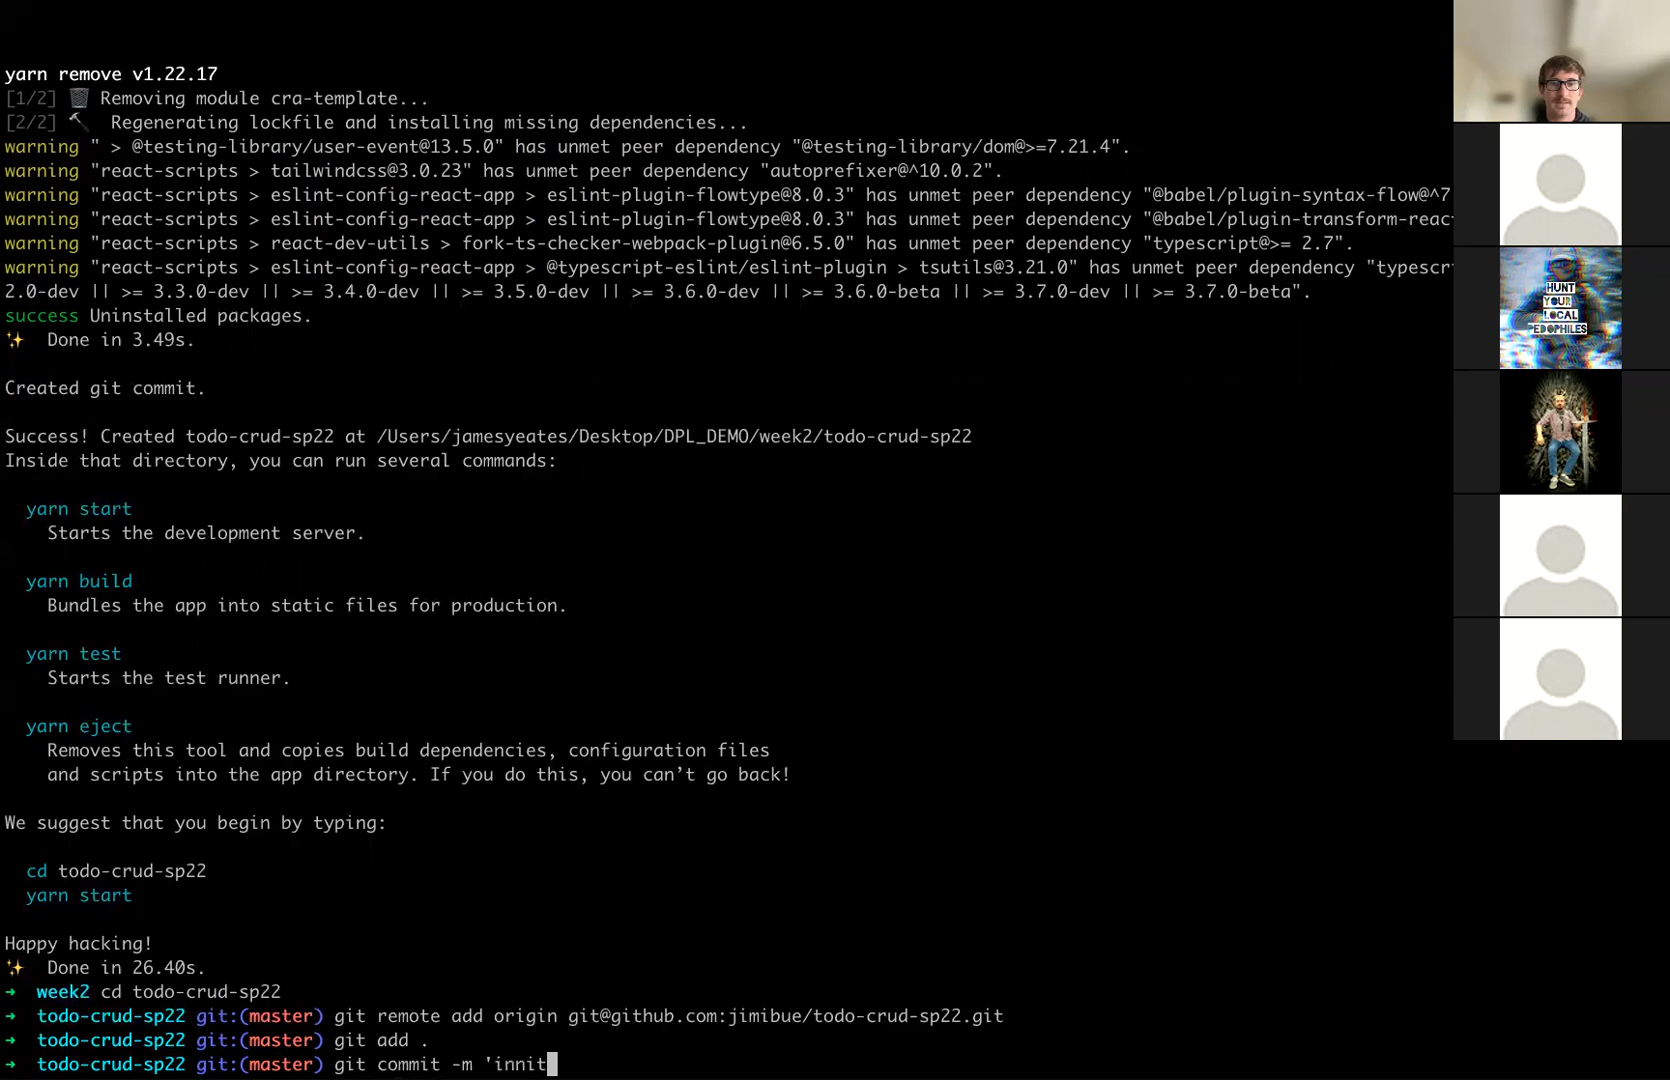 yarn remove v1.22.17
[1/2] 🗑 Removing module cra-template...
[2/2] 🔨 Regenerating lockfile and installing missing dependencies...
warning " > @testing-library/user-event@13.5.0" has unmet peer dependency "@testing-library/dom@>=7.21.4".
warning "react-scripts > tailwindcss@3.0.23" has unmet peer dependency "autoprefixer@^10.0.2".
warning "react-scripts > eslint-config-react-app > eslint-plugin-flowtype@8.0.3" has unmet peer dependency "@babel/plugin-syntax-flow@^7
warning "react-scripts > eslint-config-react-app > eslint-plugin-flowtype@8.0.3" has unmet peer dependency "@babel/plugin-transform-reac
warning "react-scripts > react-dev-utils > fork-ts-checker-webpack-plugin@6.5.0" has unmet peer dependency "typescript@>= 2.7".
warning "react-scripts > eslint-config-react-app > @typescript-eslint/eslint-plugin > tsutils@3.21.0" has unmet peer dependency "typescr
2.0-dev || >= 3.3.0-dev || >= 3.4.0-dev || >= 3.5.0-dev || >= 3.6.0-dev || >= 3.6.0-beta || >= 3.7.0-dev || >= 3.7.0-beta".
success Uninstalled packages.
✨ Done in 3.49s.
Created git commit.
Success! Created todo-crud-sp22 at /Users/jamesyeates/Desktop/DPL_DEMO/week2/todo-crud-sp22
Inside that directory, you can run several commands:
yarn start
Starts the development server.
yarn build
Bundles the app into static files for production.
yarn test
Starts the test runner.
yarn eject
Removes this tool and copies build dependencies, configuration files
and scripts into the app directory. If you do this, you can’t go back!
We suggest that you begin by typing:
cd todo-crud-sp22
yarn start
Happy hacking!
✨ Done in 26.40s.
→ week2 cd todo-crud-sp22
→ todo-crud-sp22 git:(master) git remote add origin git@github.com:jimibue/todo-crud-sp22.git
→ todo-crud-sp22 git:(master) git add .
→ todo-crud-sp22 git:(master) git commit -m 'innit
HUNT
YOUR
LOCAL
PEDOPHILES